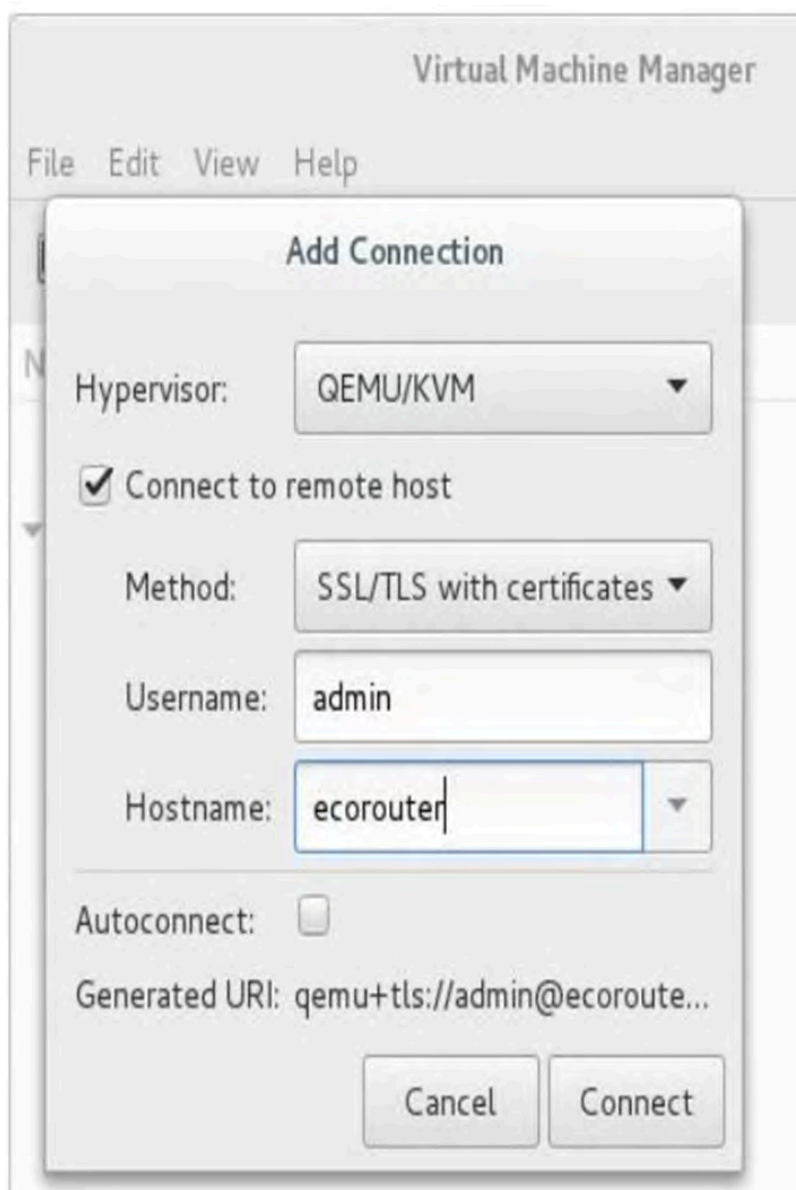 Virtual Machine Manager
File Edit View Help
Add Connection
N
Hypervisor: QEMU/KVM
Connect to remote host
Method: SSL/TLS with certificates
Username: admin
Hostname: ecorouter
Autoconnect:
Generated URI: qemu+tls://admin@ecoroute...
Cancel Connect